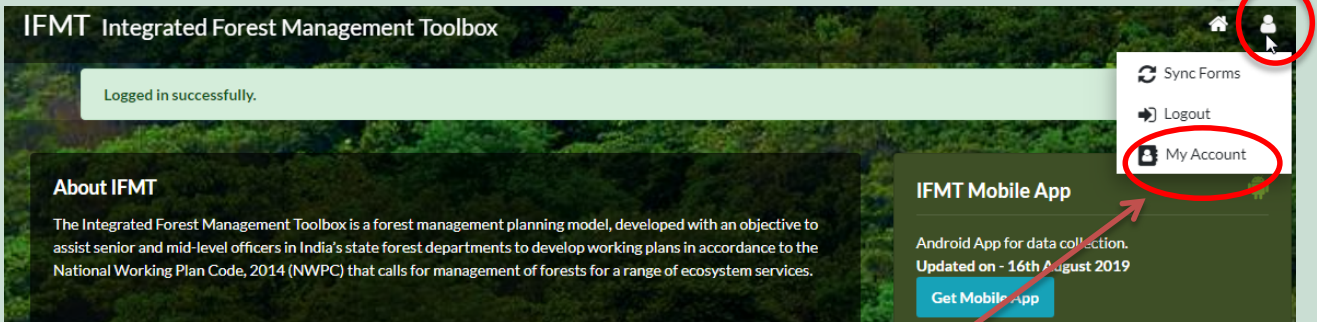 IFMT Integrated Forest Management Toolbox
Logged in successfully.
Sync Forms
Logout
My Account
About IFMT
The Integrated Forest Management Toolbox is a forest management planning model, developed with an objective to
assist senior and mid-level officers in India's state forest departments to develop working plans in accordance to the
National Working Plan Code, 2014 (NWPC) that calls for management of forests for a range of ecosystem services.
IFMT Mobile App
Android App for data collection.
Updated on - 16th August 2019
Get Mobile App